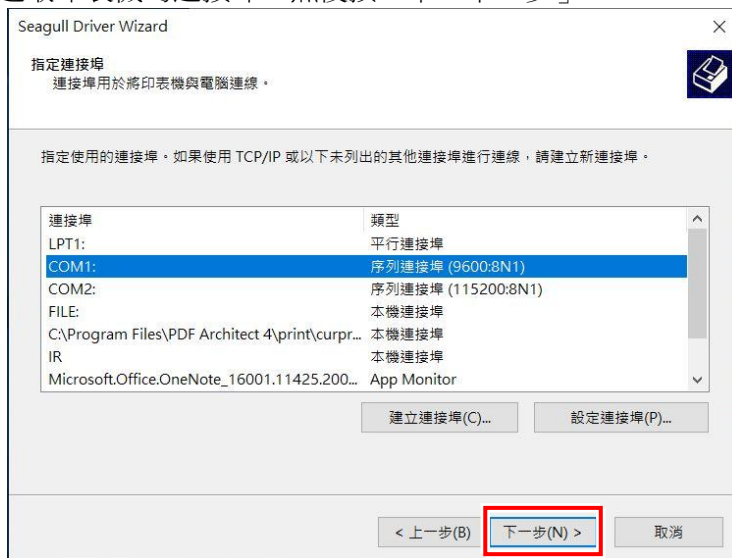 Seagull Driver Wizard
指定連接埠
連接埠用於將印表機與電腦連線。
指定使用的連接埠。如果使用 TCP/IP 或以下未列出的其他連接埠進行連線，請建立新連接埠。
連接埠 類型
LPT1: 平行連接埠
COM1: 序列連接埠 (9600:8N1)
COM2: 序列連接埠 (115200:8N1)
FILE: 本機連接埠
C:\Program Files\PDF Architect 4\print\curpr... 本機連接埠
IR 本機連接埠
Microsoft.Office.OneNote_16001.11425.200... App Monitor
建立連接埠(C)... 設定連接埠(P)...
< 上一步(B) 下一步(N) > 取消